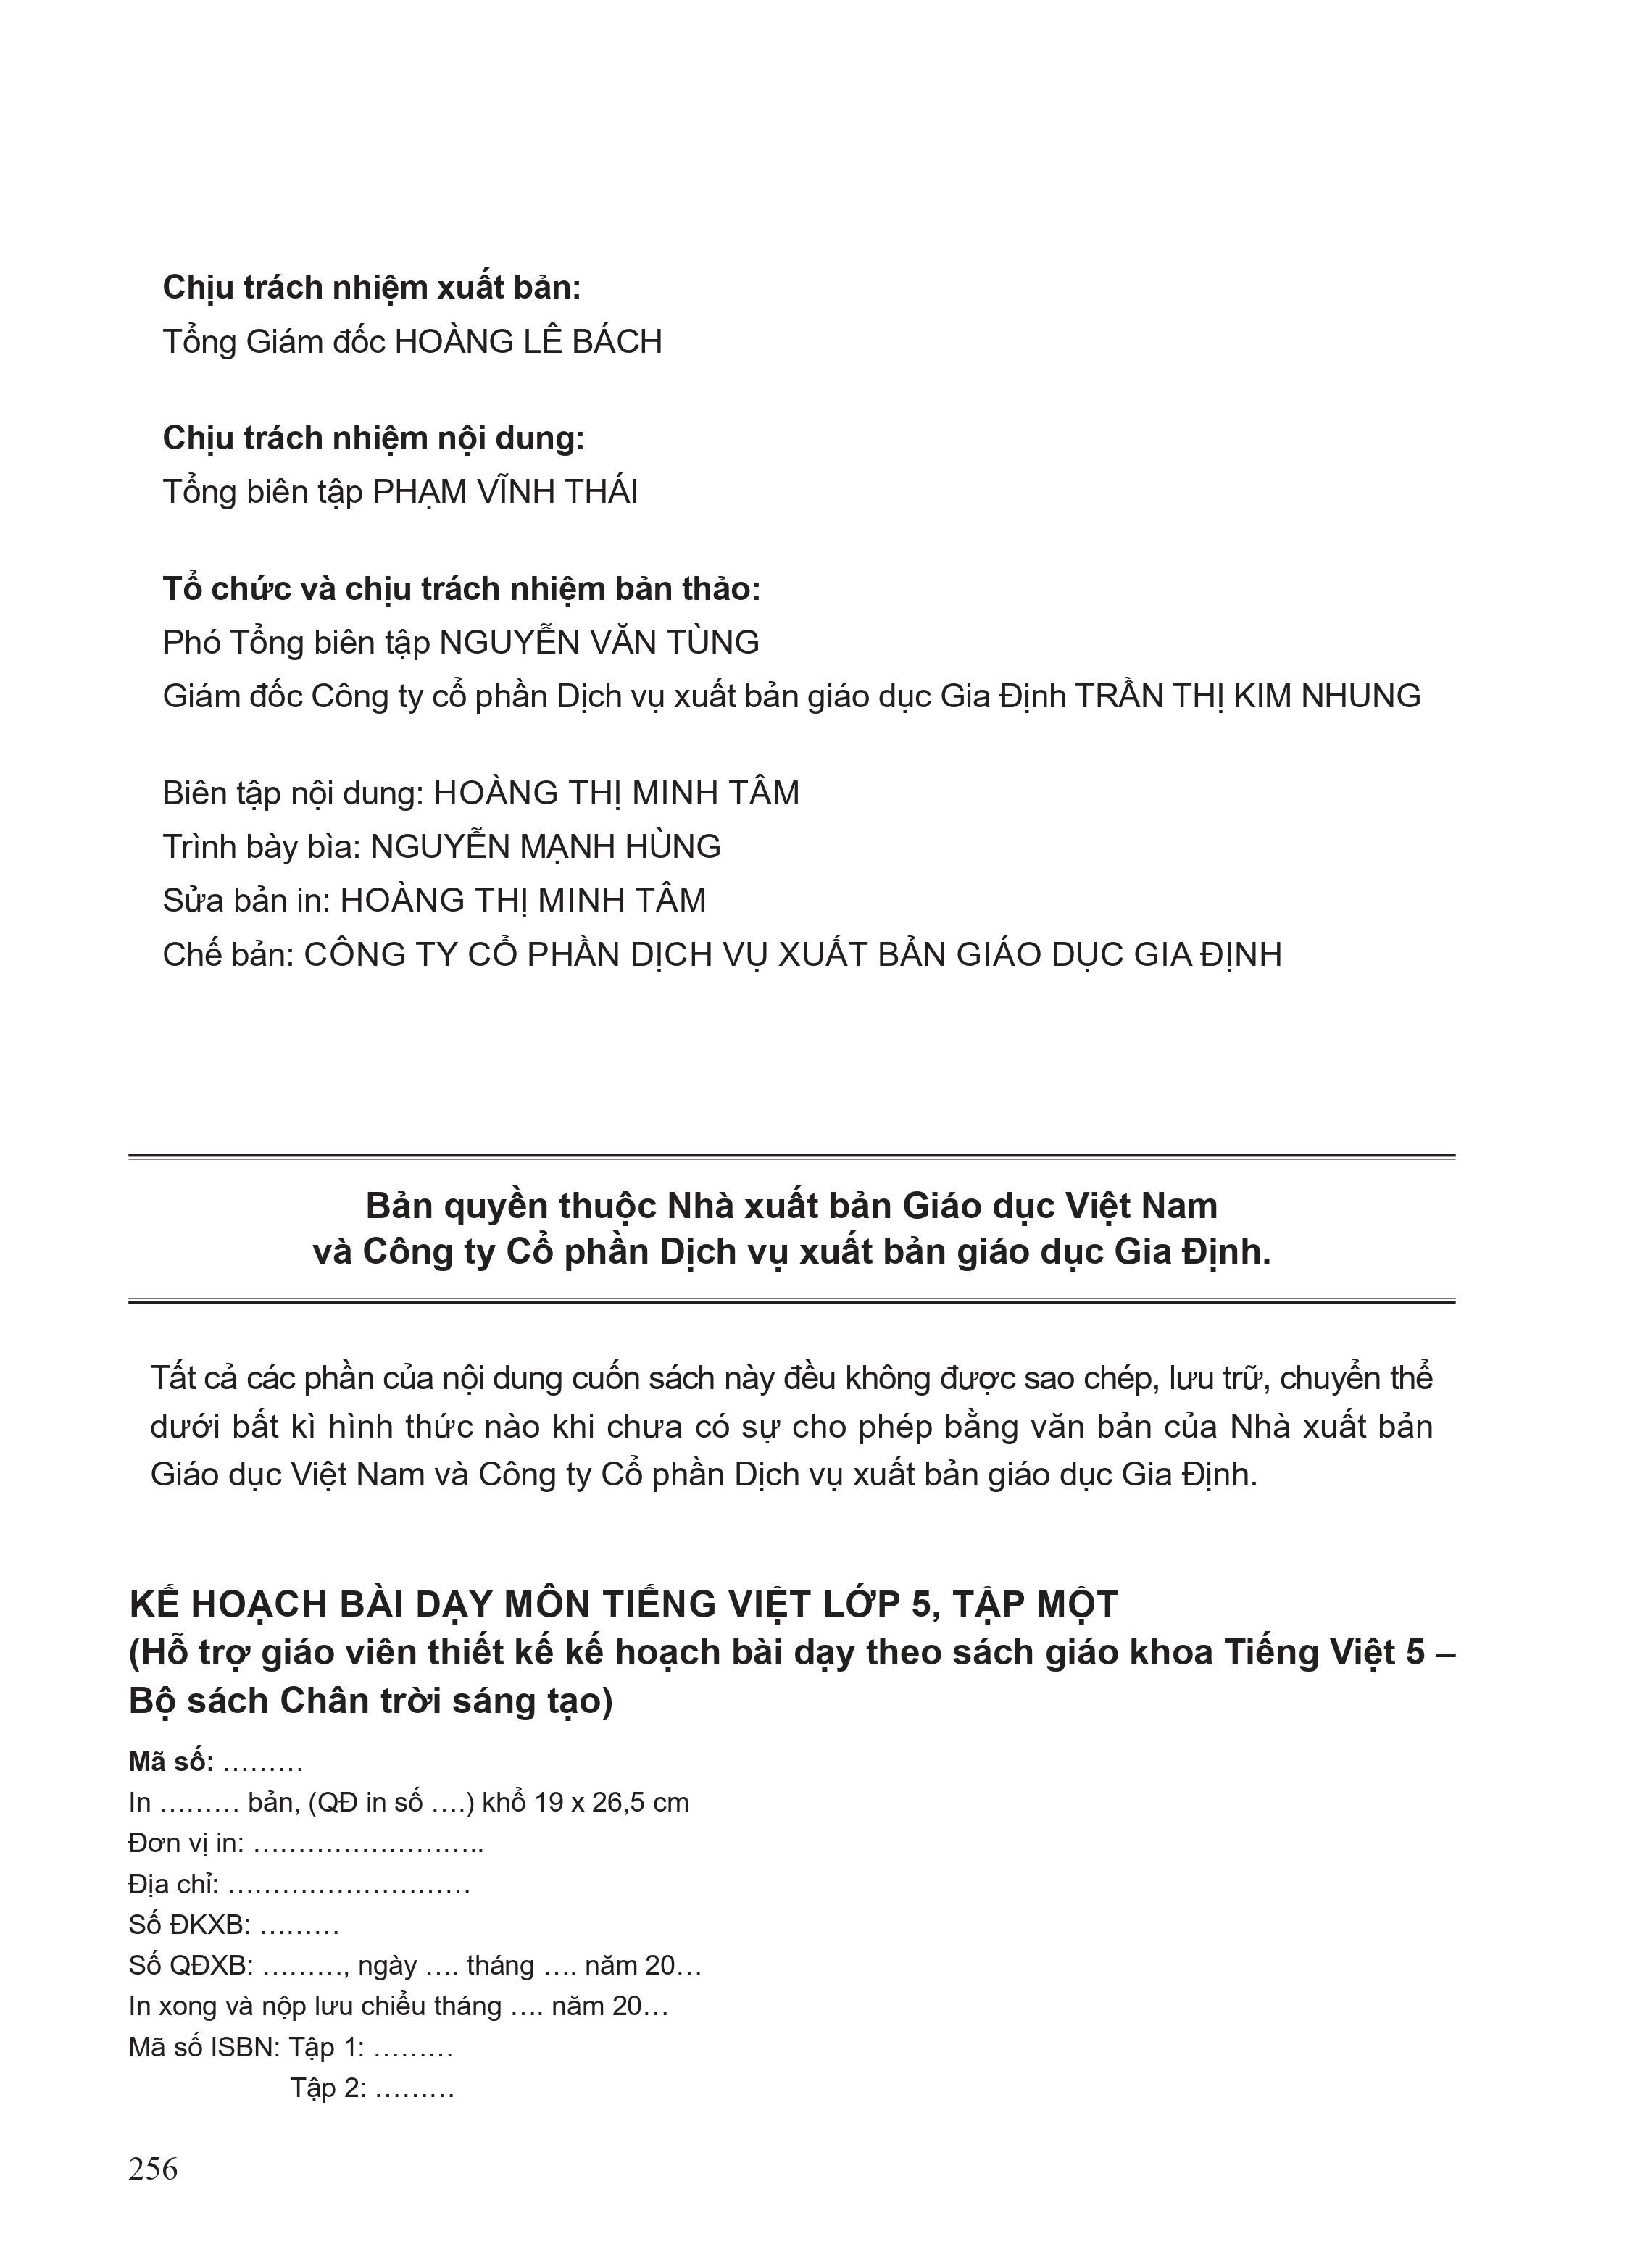 Chịu trách nhiệm xuất bản:
Tổng Giám đốc HOÀNG LÊ BÁCH
Chịu trách nhiệm nội dung:
Tổng biên tập PHẠM VĨNH THÁI
Tổ chức và chịu trách nhiệm bản thảo:
Phó Tổng biên tập NGUYỄN VĂN TÙNG
Giám đốc Công ty cổ phần Dịch vụ xuất bản giáo dục Gia Định TRẦN THỊ KIM NHUNG
Biên tập nội dung: HOÀNG THỊ MINH TÂM
Trình bày bìa: NGUYỄN MẠNH HÙNG
Sửa bản in: HOÀNG THỊ MINH TÂM
Chế bản: CÔNG TY CỔ PHẦN DỊCH VỤ XUẤT BẢN GIÁO DỤC GIA ĐỊNH
Bản quyền thuộc Nhà xuất bản Giáo dục Việt Nam
và Công ty Cổ phần Dịch vụ xuất bản giáo dục Gia Định.
Tất cả các phần của nội dung cuốn sách này đều không được sao chép, lưu trữ, chuyển thể
dưới bất kì hình thức nào khi chưa có sự cho phép bằng văn bản của Nhà xuất bản
Giáo dục Việt Nam và Công ty Cổ phần Dịch vụ xuất bản giáo dục Gia Định.
KẾ HOẠCH BÀI DẠY MÔN TIẾNG VIỆT LỚP 5, TẬP MỘT
(Hỗ trợ giáo viên thiết kế kế hoạch bài dạy theo sách giáo khoa Tiếng Việt 5 –
Bộ sách Chân trời sáng tạo)
Mã số: ………
In ……… bản, (QĐ in số ….) khổ 19 x 26,5 cm
Đơn vị in: ……………………..
Địa chỉ: ………………………
Số ĐKXB: ………
Số QĐXB: ………, ngày …. tháng …. năm 20…
In xong và nộp lưu chiểu tháng …. năm 20…
Mã số ISBN: Tập 1: ………
Tập 2: ………
256